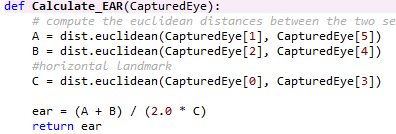 def Calculate_EAR(CapturedEye):
# compute the euclidean distances between the two se
A = dist.euclidean(CapturedEye[1], CapturedEye[5])
B = dist.euclidean(CapturedEye[2], CapturedEye[4])
#horizontal landmark
C = dist.euclidean(CapturedEye[0], CapturedEye[3])
ear = (A + B) / (2.0 * C)
return ear